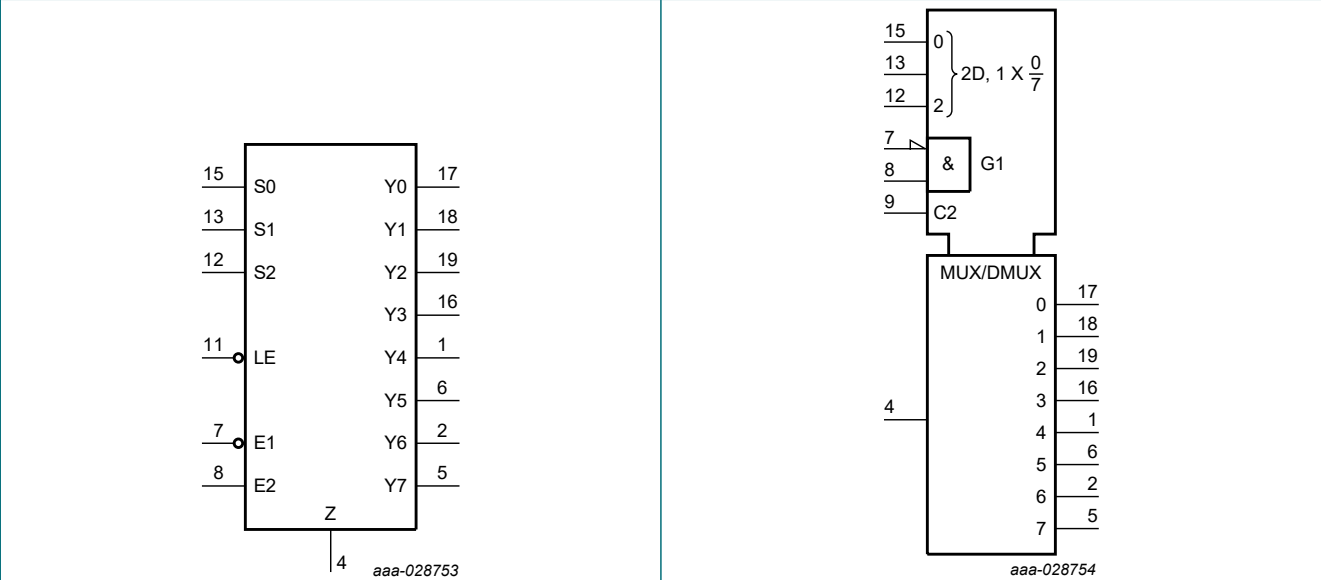 15 S0 Y0 17
13 S1 Y1 18
12 S2 Y2 19
Y3 16
11 LE Y4 1
Y5 6
7 E1 Y6 2
8 E2 Y7 5
Z
4
aaa-028753
15 0
13 2D, 1 X 0/7
12 2
7
& G1
8
9 C2
MUX/DMUX
0 17
1 18
2 19
3 16
4
4 1
5 6
6 2
7 5
aaa-028754